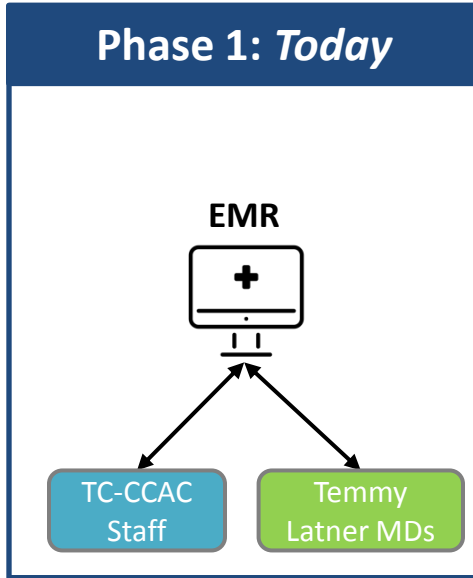 Phase 1: Today
EMR
TC-CCAC
Staff
Temmy
Latner MDs